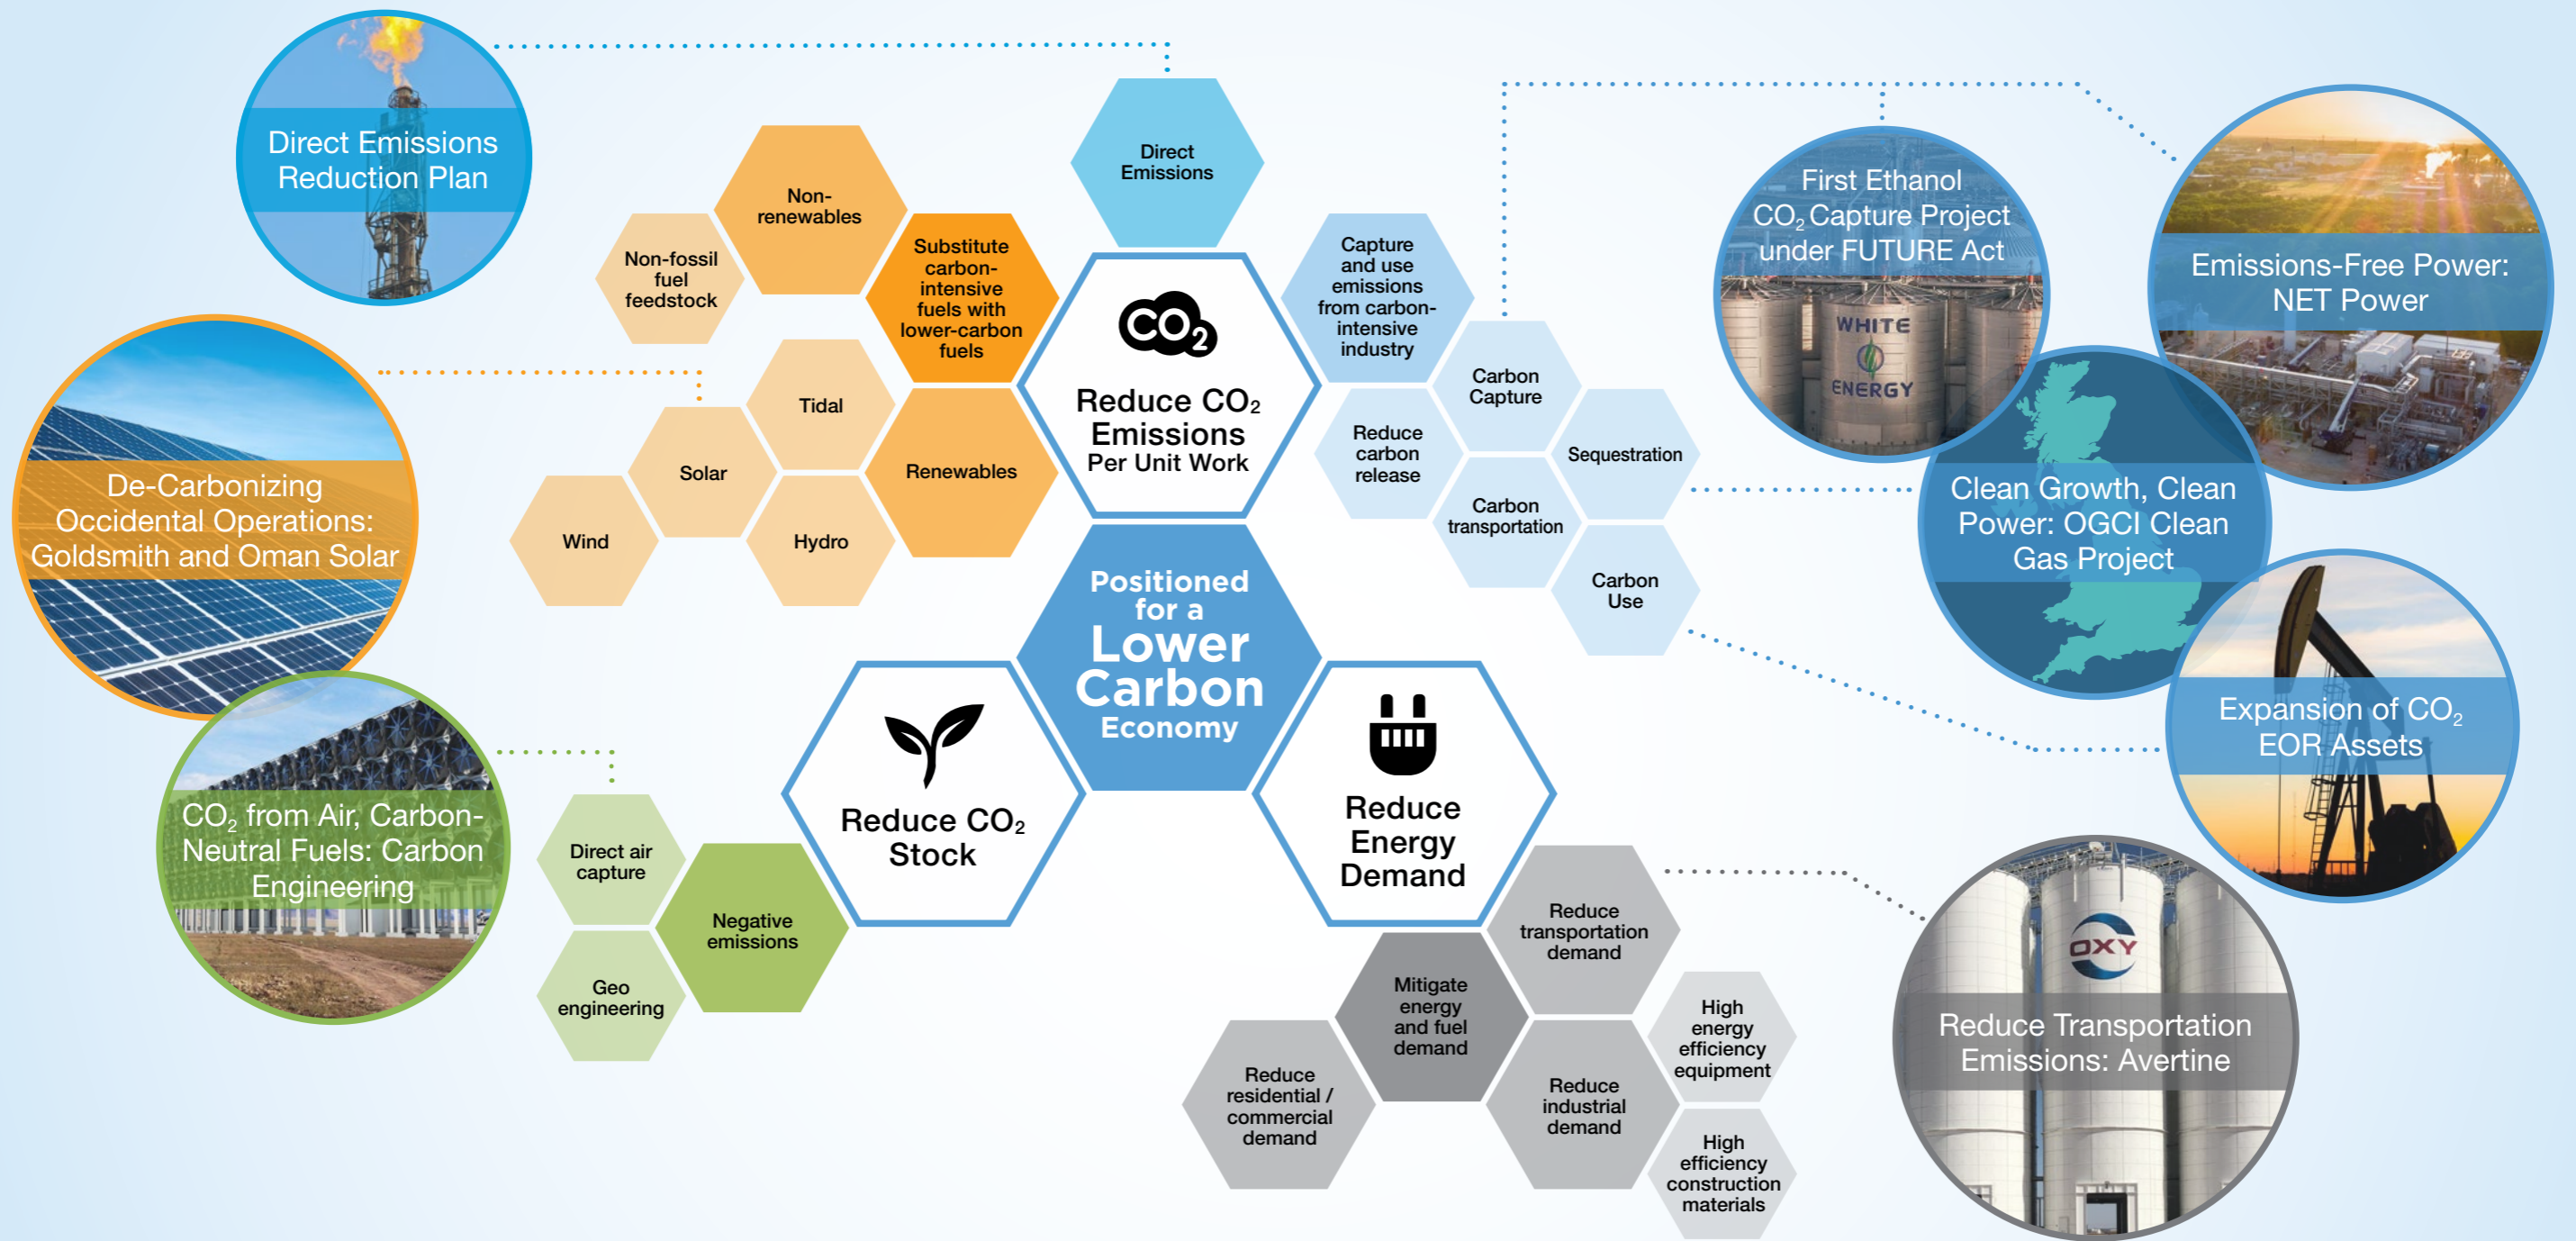 Direct Emissions
Reduction Plan
De-Carbonizing
Occidental Operations:
Goldsmith and Oman Solar
CO₂ from Air, Carbon-
Neutral Fuels: Carbon
Engineering
Non-
renewables
Non-fossil
fuel
feedstock
Substitute
carbon-
intensive
fuels with
lower-carbon
fuels
Tidal
Solar
Wind
Hydro
Renewables
Direct
Emissions
CO₂
Reduce CO₂
Emissions
Per Unit Work
Capture
and use
emissions
from carbon-
intensive
industry
Carbon
Capture
Reduce
carbon
release
Sequestration
Carbon
transportation
Carbon
Use
Positioned
for a
Lower
Carbon
Economy
Reduce CO₂
Stock
Direct air
capture
Negative
emissions
Geo
engineering
Reduce
Energy
Demand
Reduce
transportation
demand
Mitigate
energy
and fuel
demand
Reduce
residential /
commercial
demand
Reduce
industrial
demand
High
energy
efficiency
equipment
High
efficiency
construction
materials
First Ethanol
CO₂ Capture Project
under FUTURE Act
WHITE
ENERGY
Emissions-Free Power:
NET Power
Clean Growth, Clean
Power: OGCI Clean
Gas Project
Expansion of CO₂
EOR Assets
OXY
Reduce Transportation
Emissions: Avertine